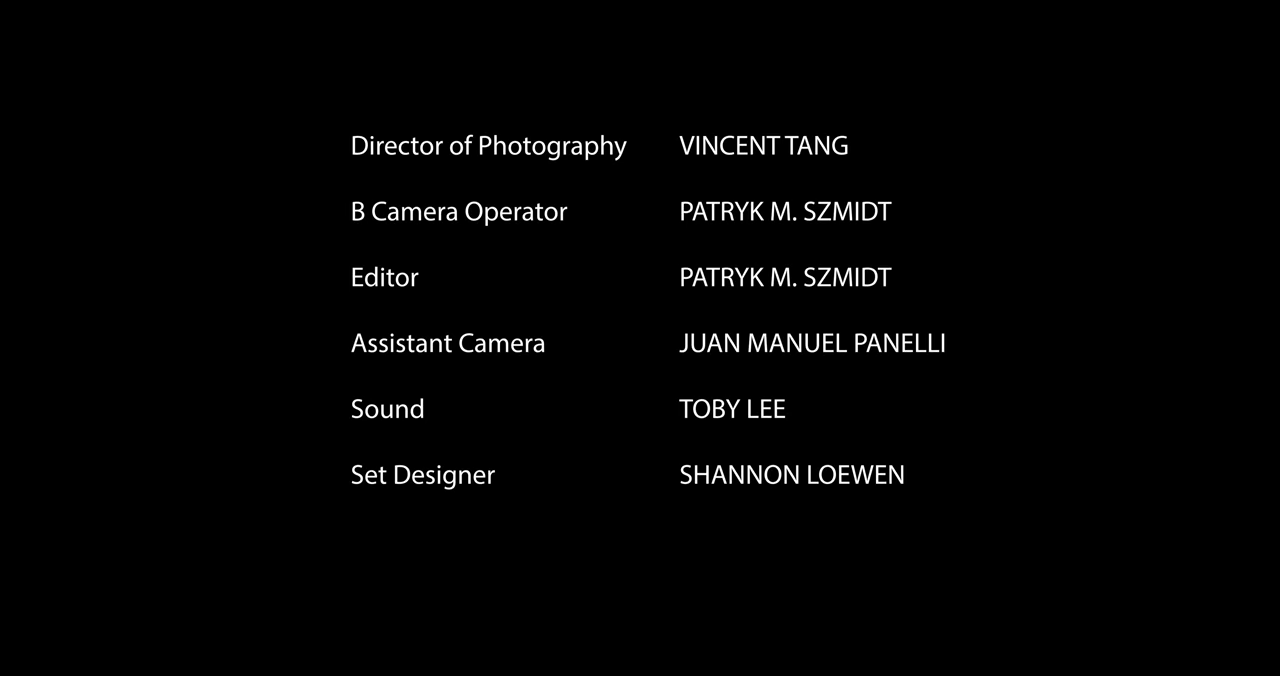 Director of Photography VINCENT TANG
B Camera Operator PATRYK M. SZMIDT
Editor PATRYK M. SZMIDT
Assistant Camera JUAN MANUEL PANELLI
Sound TOBY LEE
Set Designer SHANNON LOEWEN